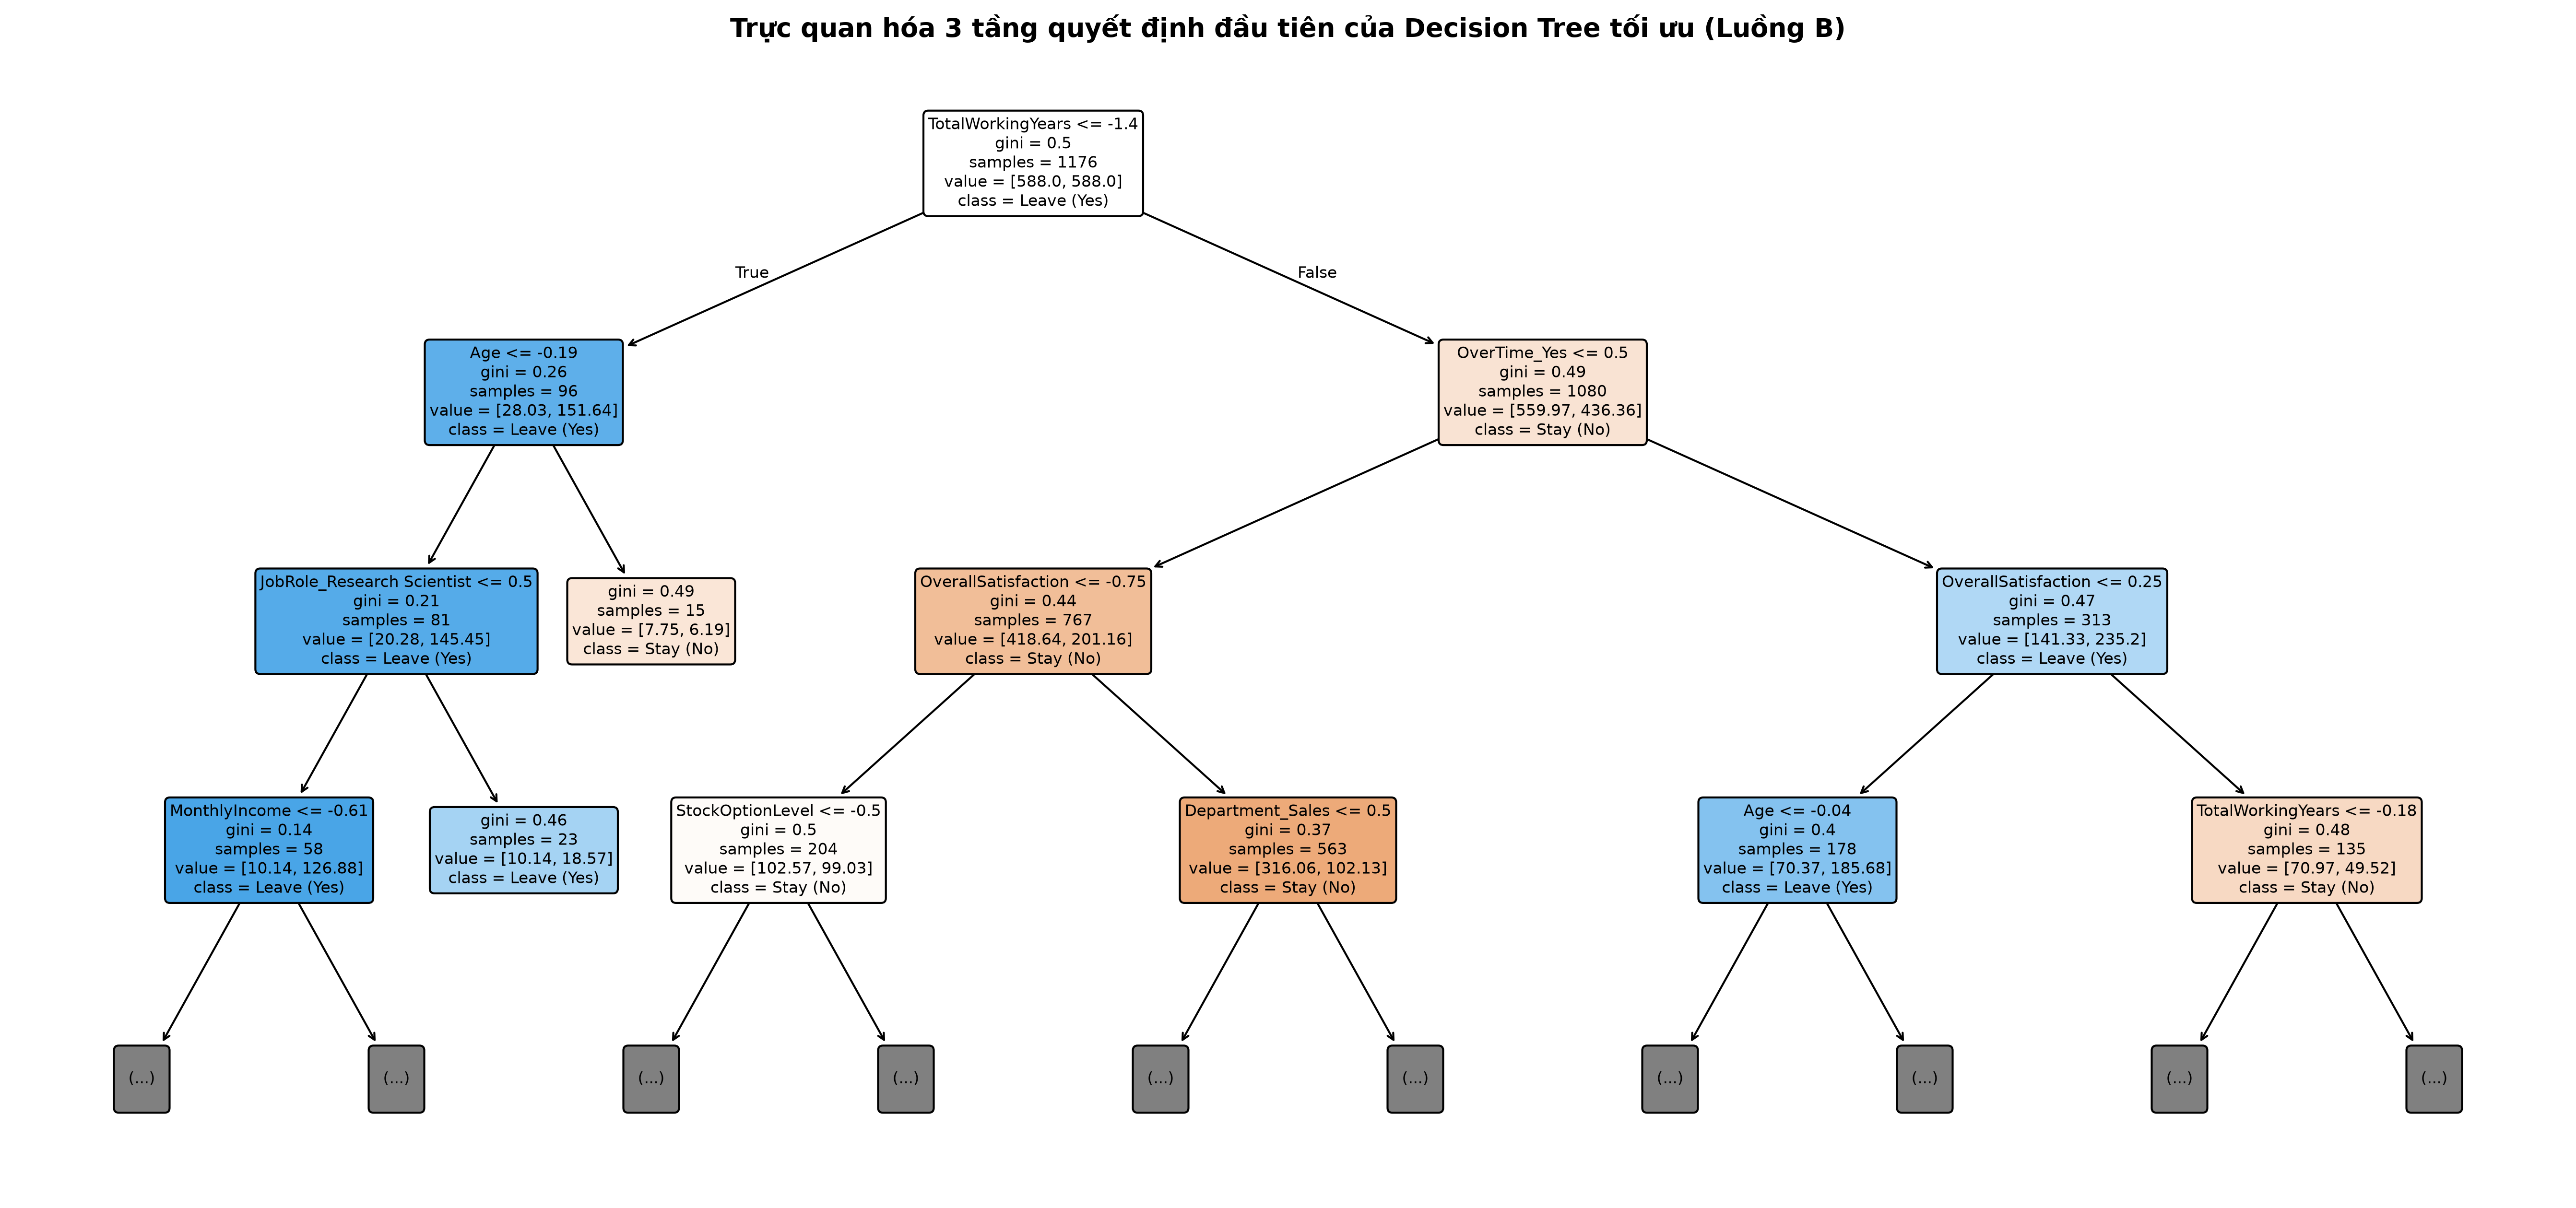 Trực quan hóa 3 tầng quyết định đầu tiên của Decision Tree tối ưu (Luồng B)
TotalWorkingYears <= -1.4
gini = 0.5
samples = 1176
value = [588.0, 588.0]
class = Leave (Yes)
True
False
Age <= -0.19
gini = 0.26
samples = 96
value = [28.03, 151.64]
class = Leave (Yes)
OverTime_Yes <= 0.5
gini = 0.49
samples = 1080
value = [559.97, 436.36]
class = Stay (No)
JobRole_Research Scientist <= 0.5
gini = 0.21
samples = 81
value = [20.28, 145.45]
class = Leave (Yes)
gini = 0.49
samples = 15
value = [7.75, 6.19]
class = Stay (No)
OverallSatisfaction <= -0.75
gini = 0.44
samples = 767
value = [418.64, 201.16]
class = Stay (No)
OverallSatisfaction <= 0.25
gini = 0.47
samples = 313
value = [141.33, 235.2]
class = Leave (Yes)
MonthlyIncome <= -0.61
gini = 0.14
samples = 58
value = [10.14, 126.88]
class = Leave (Yes)
gini = 0.46
samples = 23
value = [10.14, 18.57]
class = Leave (Yes)
StockOptionLevel <= -0.5
gini = 0.5
samples = 204
value = [102.57, 99.03]
class = Stay (No)
Department_Sales <= 0.5
gini = 0.37
samples = 563
value = [316.06, 102.13]
class = Stay (No)
Age <= -0.04
gini = 0.4
samples = 178
value = [70.37, 185.68]
class = Leave (Yes)
TotalWorkingYears <= -0.18
gini = 0.48
samples = 135
value = [70.97, 49.52]
class = Stay (No)
(...)
(...)
(...)
(...)
(...)
(...)
(...)
(...)
(...)
(...)